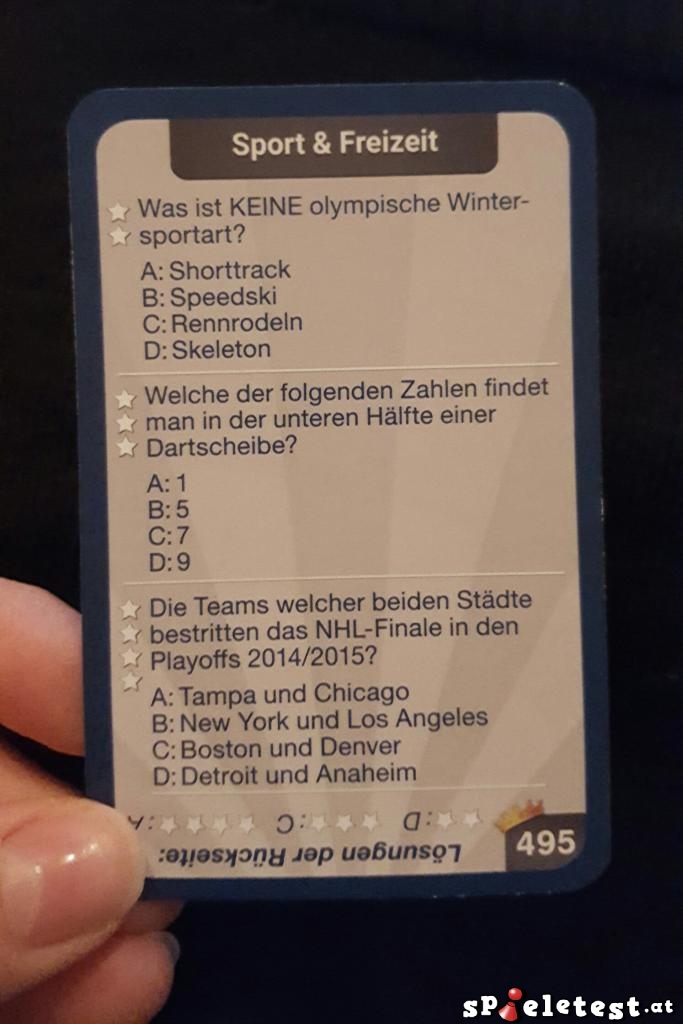 Sport & Freizeit
Was ist KEINE olympische Winter-
sportart?
A: Shorttrack
B: Speedski
C: Rennrodeln
D: Skeleton
Welche der folgenden Zahlen findet
man in der unteren Hälfte einer
Dartscheibe?
A: 1
B: 5
C: 7
D: 9
Die Teams welcher beiden Städte
bestritten das NHL-Finale in den
Playoffs 2014/2015?
A: Tampa und Chicago
B: New York und Los Angeles
C: Boston und Denver
D: Detroit und Anaheim
495
Lösungen der Rückseite:
D: C: A:
spieletest.at